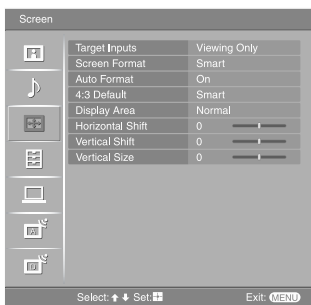 Screen
Target Inputs Viewing Only
Screen Format Smart
Auto Format On
4:3 Default Smart
Display Area Normal
Horizontal Shift 0
Vertical Shift 0
Vertical Size 0
A
D
Select: ↑ ↓ Set: Exit: MENU